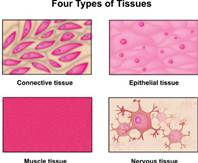 Four Types of Tissues
Connective tissue
Epithelial tissue
Muscle tissue
Nervous tissue